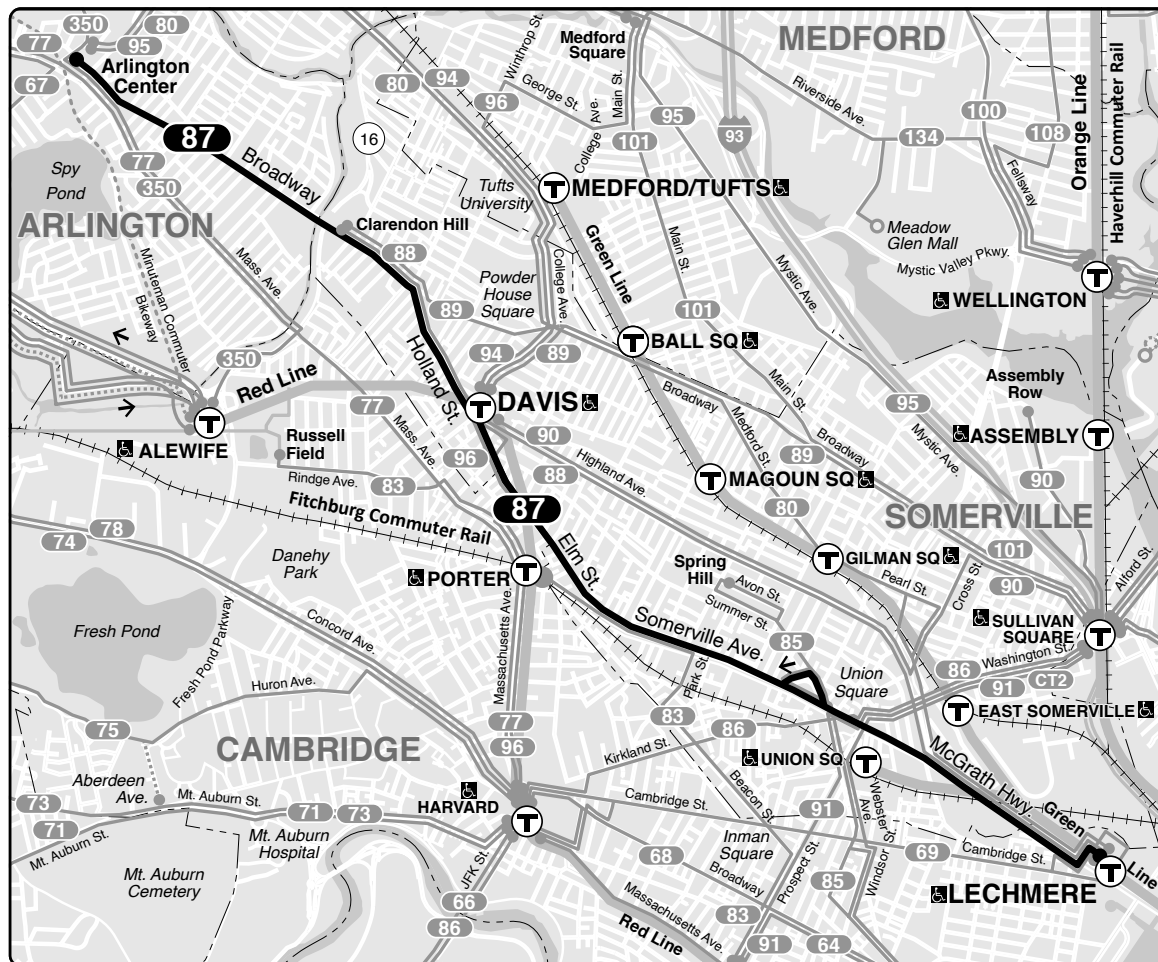 350
80
77
95
Arlington
Center
67
87
Broadway
Spy
Pond
ARLINGTON
77
350
16
Clarendon Hill
88
Minuteman Commuter
Bikeway
Mass. Ave.
350
Red Line
ALEWIFE
T
Russell
Field
Rindge Ave.
83
77
Mass. Ave.
Fitchburg Commuter Rail
80
94
Winthrop St.
96
George St.
Medford
Square
Main St.
College Ave.
101
95
93
MEDFORD
Riverside Ave.
134
100
108
Fellsway
Orange Line
Haverhill Commuter Rail
Tufts
University
T
MEDFORD/TUFTS
Green Line
Main St.
Mystic Ave.
Meadow
Glen Mall
Mystic Valley Pkwy.
T
WELLINGTON
Powder
House
Square
College Ave.
89
94
89
101
T
BALL SQ
Holland St.
T
DAVIS
90
96
88
Highland Ave.
Broadway
Medford St.
Main St.
Broadway
89
95
Mystic Ave.
Assembly
Row
ASSEMBLY
T
90
T
MAGOUN SQ
80
SOMERVILLE
87
Elm St.
78
74
Danehy
Park
PORTER
T
Spring
Hill
Avon St.
Summer St.
T
GILMAN SQ
Pearl St.
Cross St.
101
90
Alford St.
SULLIVAN
SQUARE
T
Washington St.
Fresh Pond
Fresh Pond Parkway
Concord Ave.
Massachusetts Ave.
Somerville Ave.
85
Park St.
Union
Square
86
91
CT2
T
EAST SOMERVILLE
Huron Ave.
75
CAMBRIDGE
77
96
83
86
Kirkland St.
UNION SQ
T
McGrath Hwy.
Aberdeen
Ave.
73
71
Mt. Auburn St.
71
73
Mt. Auburn St.
Mt. Auburn
Hospital
Mt. Auburn
Cemetery
HARVARD
T
Cambridge St.
Beacon St.
91
Webster
Ave.
Windsor St.
Green
Line
Inman
Square
Prospect St.
69
Cambridge St.
T
LECHMERE
JFK St.
66
86
68
Broadway
85
Massachusetts Ave.
Red Line
83
91
64